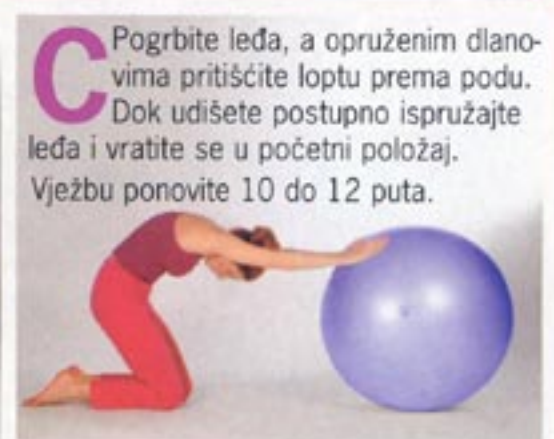 C Pogrbite leđa, a opruženim dlano-
vima pritišćite loptu prema podu.
Dok udišete postupno ispružajte
leđa i vratite se u početni položaj.
Vježbu ponovite 10 do 12 puta.